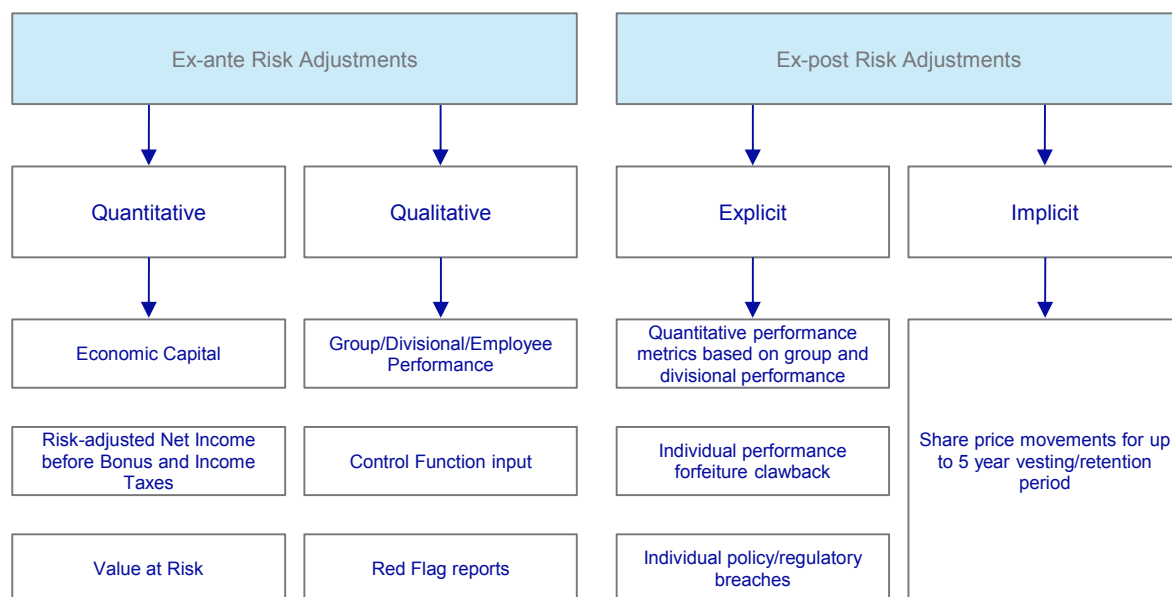 Ex-ante Risk Adjustments
Ex-post Risk Adjustments
Quantitative
Qualitative
Explicit
Implicit
Economic Capital
Group/Divisional/Employee
Performance
Quantitative performance
metrics based on group and
divisional performance
Risk-adjusted Net Income
before Bonus and Income
Taxes
Control Function input
Individual performance
forfeiture clawback
Share price movements for up
to 5 year vesting/retention
period
Value at Risk
Red Flag reports
Individual policy/regulatory
breaches